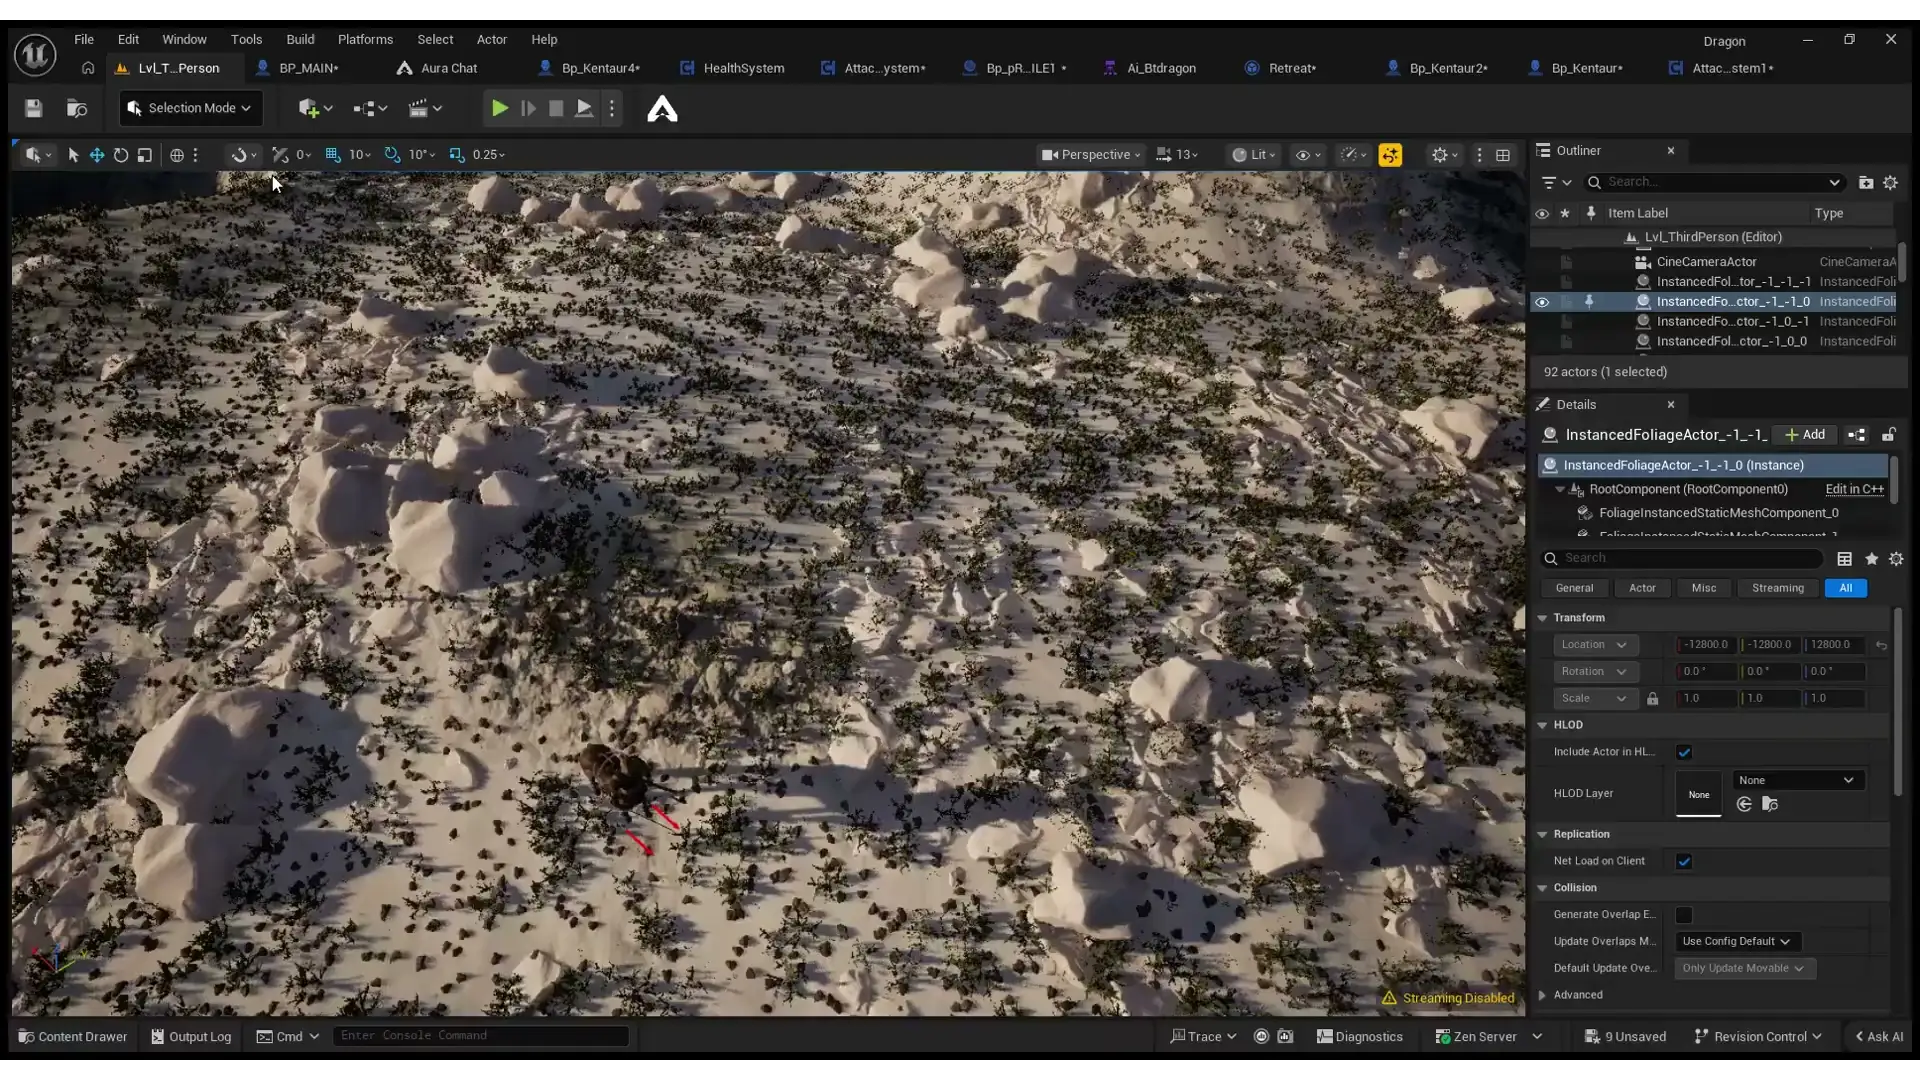 File Edit Window Tools Build Platforms Select Actor Help
Dragon
Lvl_T...Person BP_MAIN* Aura Chat Bp_Kentaur4* HealthSystem Attac...ystem* Bp_pR...ILE1 * Ai_Btdragon Retreat* Bp_Kentaur2* Bp_Kentaur* Attac...stem1*
Selection Mode
0 10 10° 0.25 Perspective 13 Lit
Outliner
Search...
Item Label Type
Lvl_ThirdPerson (Editor)
CineCameraActor CineCameraA
InstancedFol...tor_-1_-1_-1 InstancedFoli
InstancedFo...ctor_-1_-1_0 InstancedFoli
InstancedFo...ctor_-1_0_-1 InstancedFoli
InstancedFol...ctor_-1_0_0 InstancedFoli
92 actors (1 selected)
Details
InstancedFoliageActor_-1_-1_ Add
InstancedFoliageActor_-1_-1_0 (Instance)
RootComponent (RootComponent0) Edit in C++
FoliageInstancedStaticMeshComponent_0
FoliageInstancedStaticMeshComponent_1
Search
General Actor Misc Streaming All
Transform
Location -12800.0 -12800.0 12800.0
Rotation 0.0 ° 0.0 ° 0.0 °
Scale 1.0 1.0 1.0
HLOD
Include Actor in HL...
HLOD Layer None None
Replication
Net Load on Client
Collision
Generate Overlap E...
Update Overlaps M... Use Config Default
Default Update Ove... Only Update Movable
Advanced
Streaming Disabled
Content Drawer Output Log Cmd Enter Console Command Trace Diagnostics Zen Server 9 Unsaved Revision Control Ask AI